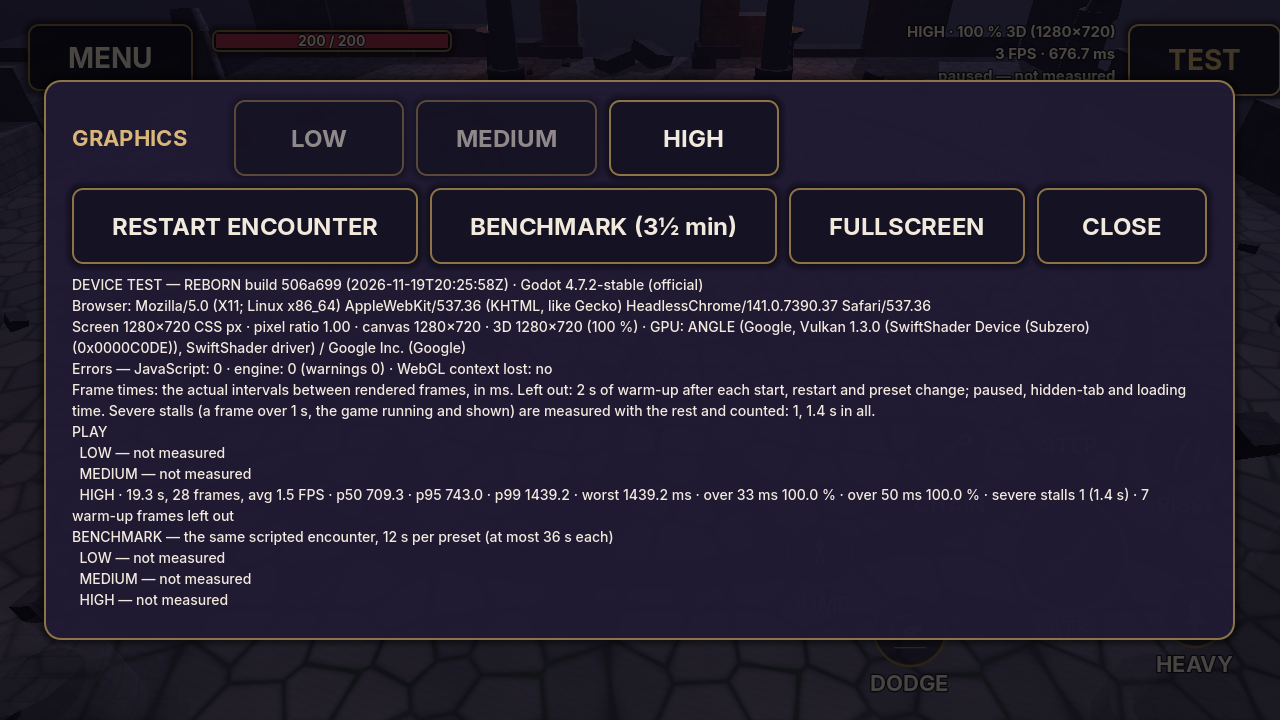 MENU
200 / 200
HIGH · 100 % 3D (1280×720)
3 FPS · 676.7 ms
paused — not measured
TEST
GRAPHICS
LOW
MEDIUM
HIGH
RESTART ENCOUNTER
BENCHMARK (3½ min)
FULLSCREEN
CLOSE
DEVICE TEST — REBORN build 506a699 (2026-11-19T20:25:58Z) · Godot 4.7.2-stable (official)
Browser: Mozilla/5.0 (X11; Linux x86_64) AppleWebKit/537.36 (KHTML, like Gecko) HeadlessChrome/141.0.7390.37 Safari/537.36
Screen 1280×720 CSS px · pixel ratio 1.00 · canvas 1280×720 · 3D 1280×720 (100 %) · GPU: ANGLE (Google, Vulkan 1.3.0 (SwiftShader Device (Subzero)
(0x0000C0DE)), SwiftShader driver) / Google Inc. (Google)
Errors — JavaScript: 0 · engine: 0 (warnings 0) · WebGL context lost: no
Frame times: the actual intervals between rendered frames, in ms. Left out: 2 s of warm-up after each start, restart and preset change; paused, hidden-tab and loading
time. Severe stalls (a frame over 1 s, the game running and shown) are measured with the rest and counted: 1, 1.4 s in all.
PLAY
LOW — not measured
MEDIUM — not measured
HIGH · 19.3 s, 28 frames, avg 1.5 FPS · p50 709.3 · p95 743.0 · p99 1439.2 · worst 1439.2 ms · over 33 ms 100.0 % · over 50 ms 100.0 % · severe stalls 1 (1.4 s) · 7
warm-up frames left out
BENCHMARK — the same scripted encounter, 12 s per preset (at most 36 s each)
LOW — not measured
MEDIUM — not measured
HIGH — not measured
HEAVY
DODGE